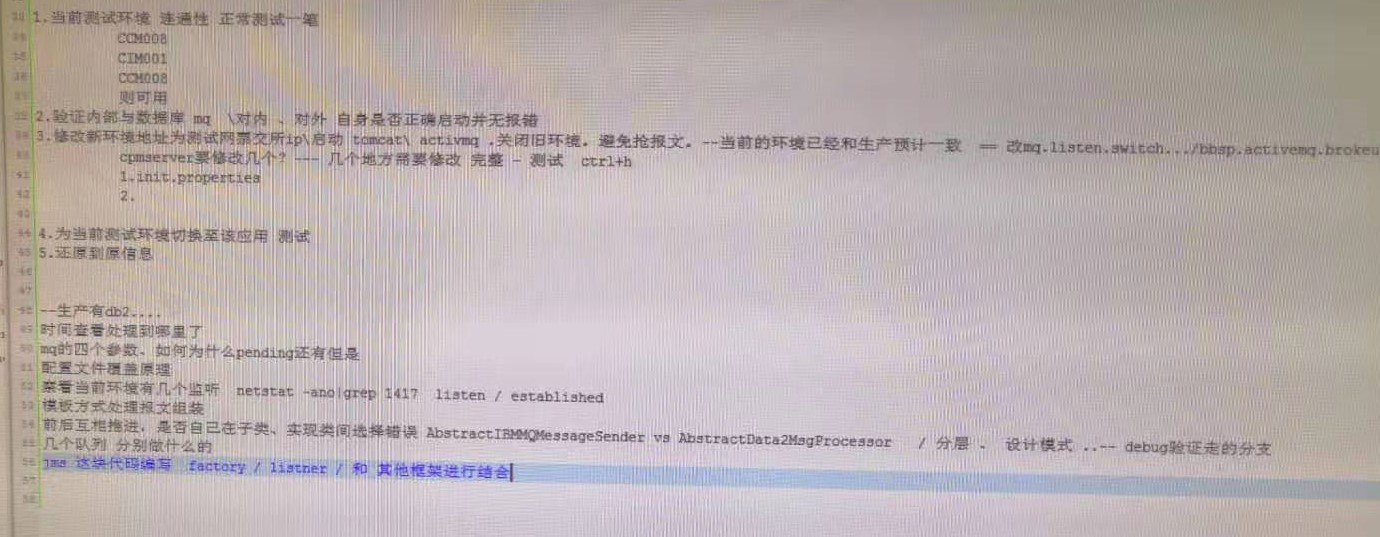 1.当前测试环境 连通性 正常测试一笔
CCM008
CIM001
CCM008
则可用
2.验证内部与数据库 mq \对内 、对外 自身是否正确启动并无报错
3.修改新环境地址为测试网票交所ip\启动 tomcat\ activmq .关闭旧环境。避免抢报文。--当前的环境已经和生产预计一致 == 改mq.listen.switch.../bbsp.activemq.brokeu
cpmserver要修改几个? --- 几个地方需要修改 完整 - 测试 ctrl+h
1.init.properties
2.
4.为当前测试环境切换至该应用 测试
5.还原到原信息
--生产有db2....
时间查看处理到哪里了
mq的四个参数、如何为什么pending还有但是
配置文件覆盖原理
察看当前环境有几个监听 netstat -ano|grep 1417 listen / established
模板方式处理报文组装
前后互相推进，是否自己在子类、实现类间选择错误 AbstractIBMMQMessageSender vs AbstractData2MsgProcessor / 分层 、 设计模式 ..-- debug验证走的分支
几个队列 分别做什么的
jms 这块代码编写 factory / listner / 和 其他框架进行结合